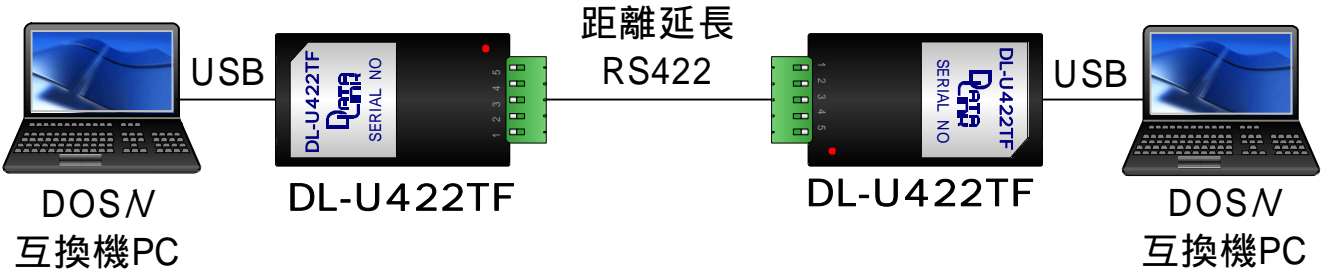 距離延長
USB
RS422
USB
DL-U422TF
DATA
LINK
SERIAL NO
1 2 3 4 5
1
2
3
4
5
DL-U422TF
DATA
LINK
SERIAL NO
DL-U422TF
DL-U422TF
DOS/V
互換機PC
DOS/V
互換機PC